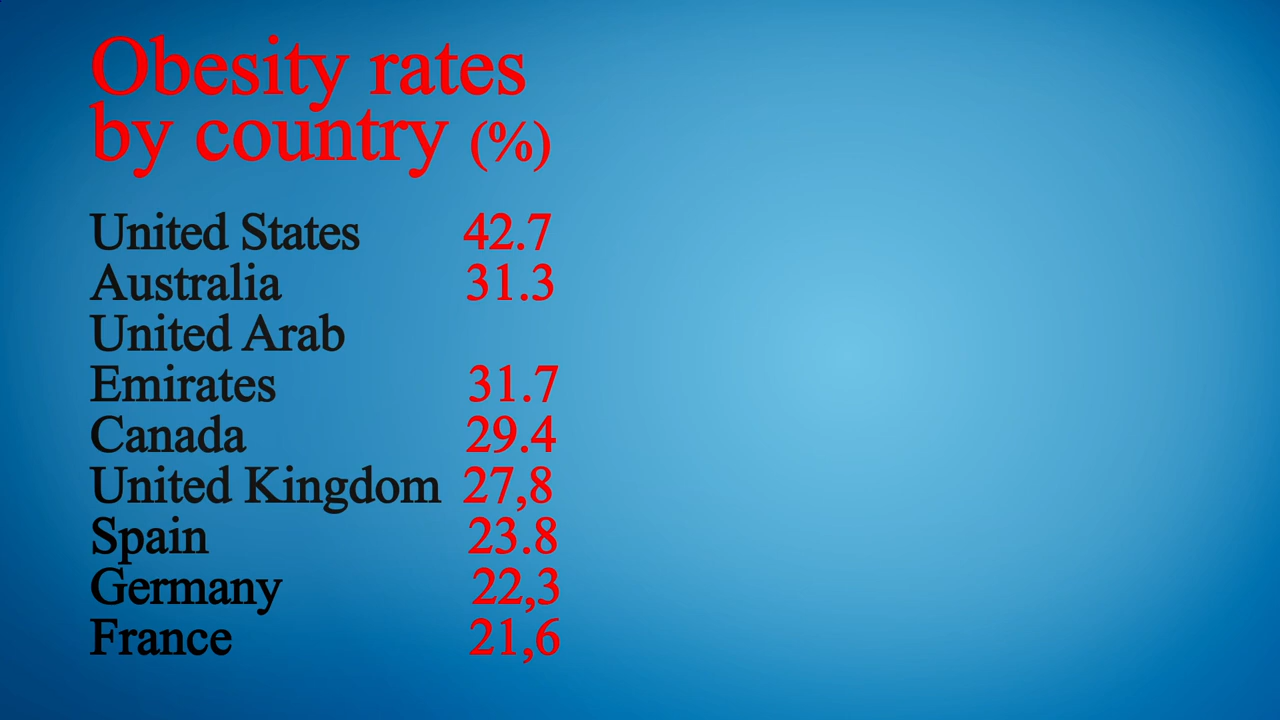 Obesity rates
by country (%)
United States 42.7
Australia 31.3
United Arab
Emirates 31.7
Canada 29.4
United Kingdom 27,8
Spain 23.8
Germany 22,3
France 21,6